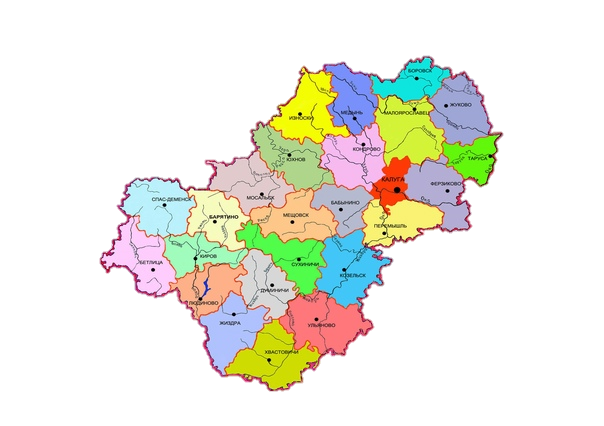 БОРОВСК
ЖУКОВО
ИЗНОСКИ
МЕДЫНЬ
МАЛОЯРОСЛАВЕЦ
КОНДРОВО
ЮХНОВ
ТАРУСА
КАЛУГА
ФЕРЗИКОВО
МОСАЛЬСК
СПАС-ДЕМЕНСК
БАБЫНИНО
БАРЯТИНО
МЕЩОВСК
ПЕРЕМЫШЛЬ
КИРОВ
СУХИНИЧИ
БЕТЛИЦА
КОЗЕЛЬСК
ДУМИНИЧИ
ЛЮДИНОВО
ЖИЗДРА
УЛЬЯНОВО
ХВАСТОВИЧИ